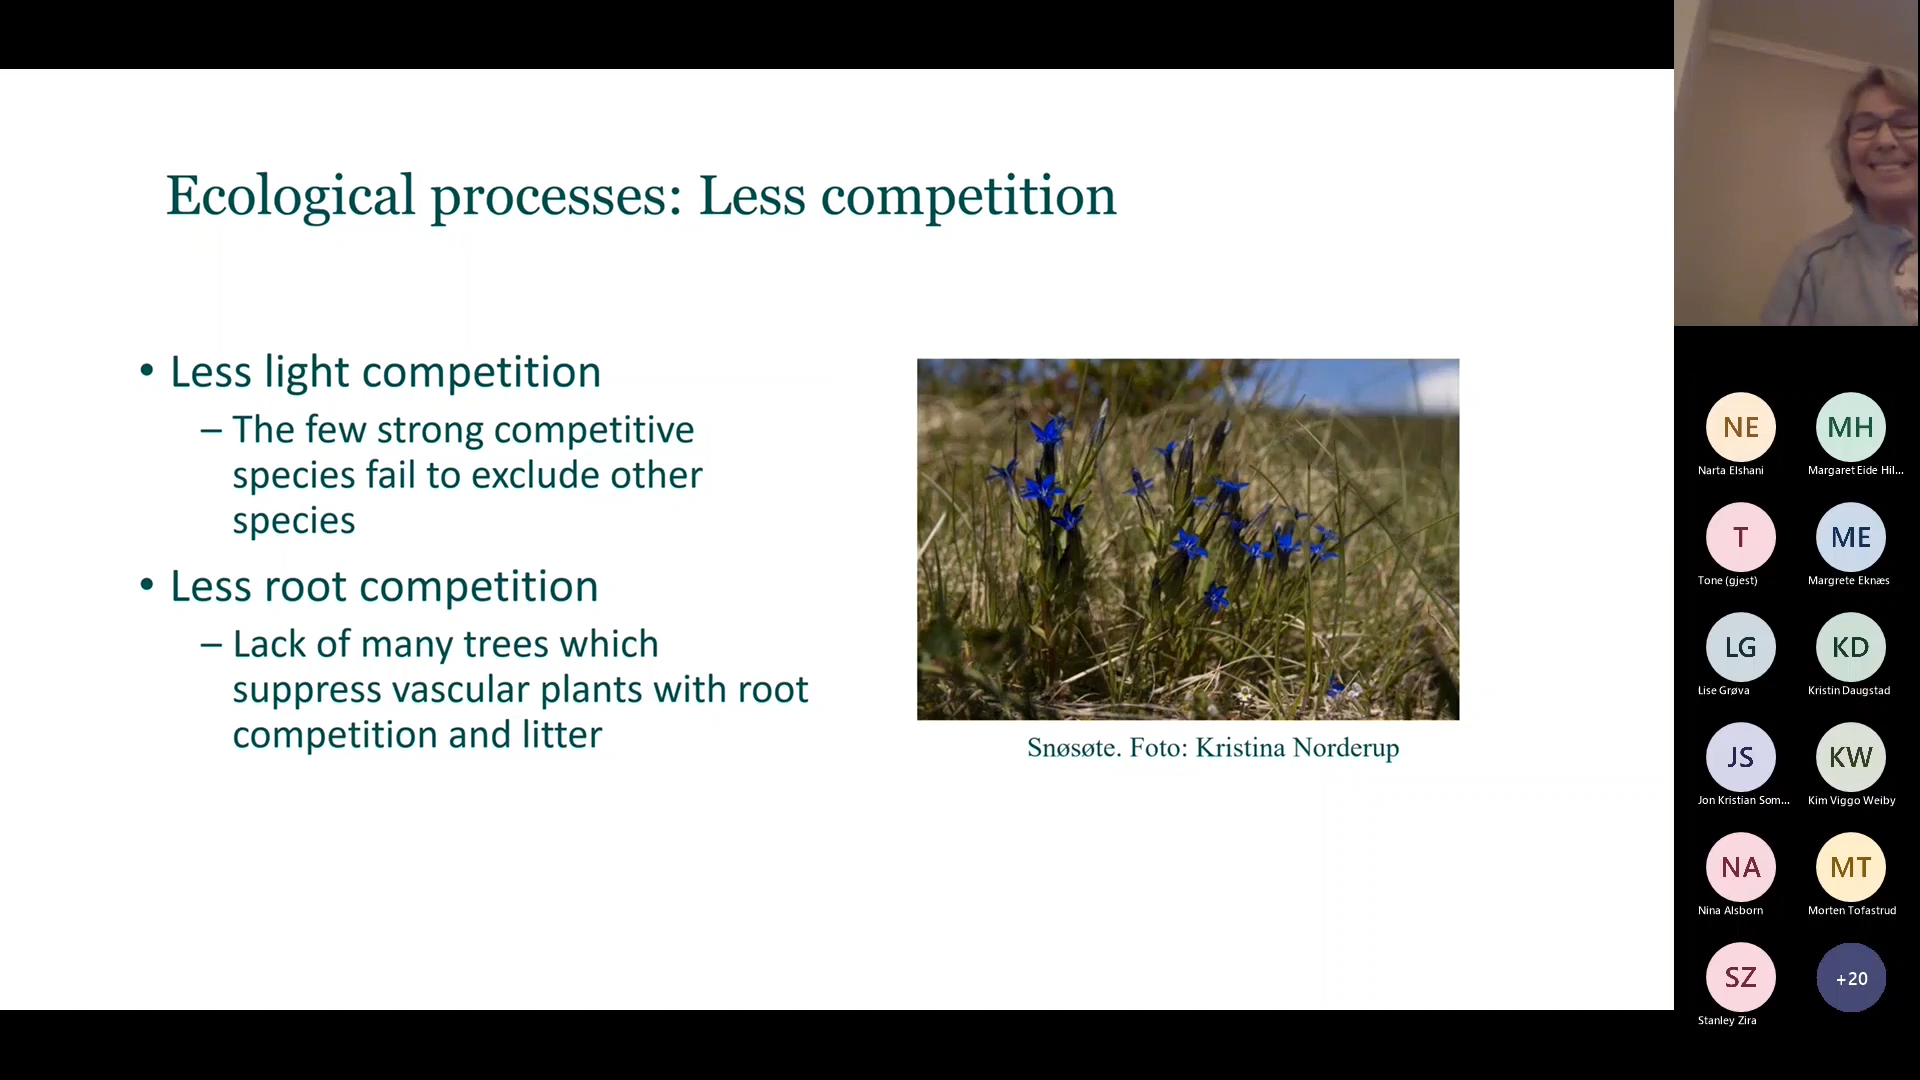 Ecological processes: Less competition
• Less light competition
– The few strong competitive
species fail to exclude other
species
• Less root competition
– Lack of many trees which
suppress vascular plants with root
competition and litter
Snøsøte. Foto: Kristina Norderup
NE
Narta Elshani
MH
Margaret Eide Hil...
T
Tone (gjest)
ME
Margrete Eknæs
LG
Lise Grøva
KD
Kristin Daugstad
JS
Jon Kristian Som...
KW
Kim Viggo Weiby
NA
Nina Alsborn
MT
Morten Tofastrud
SZ
Stanley Zira
+20